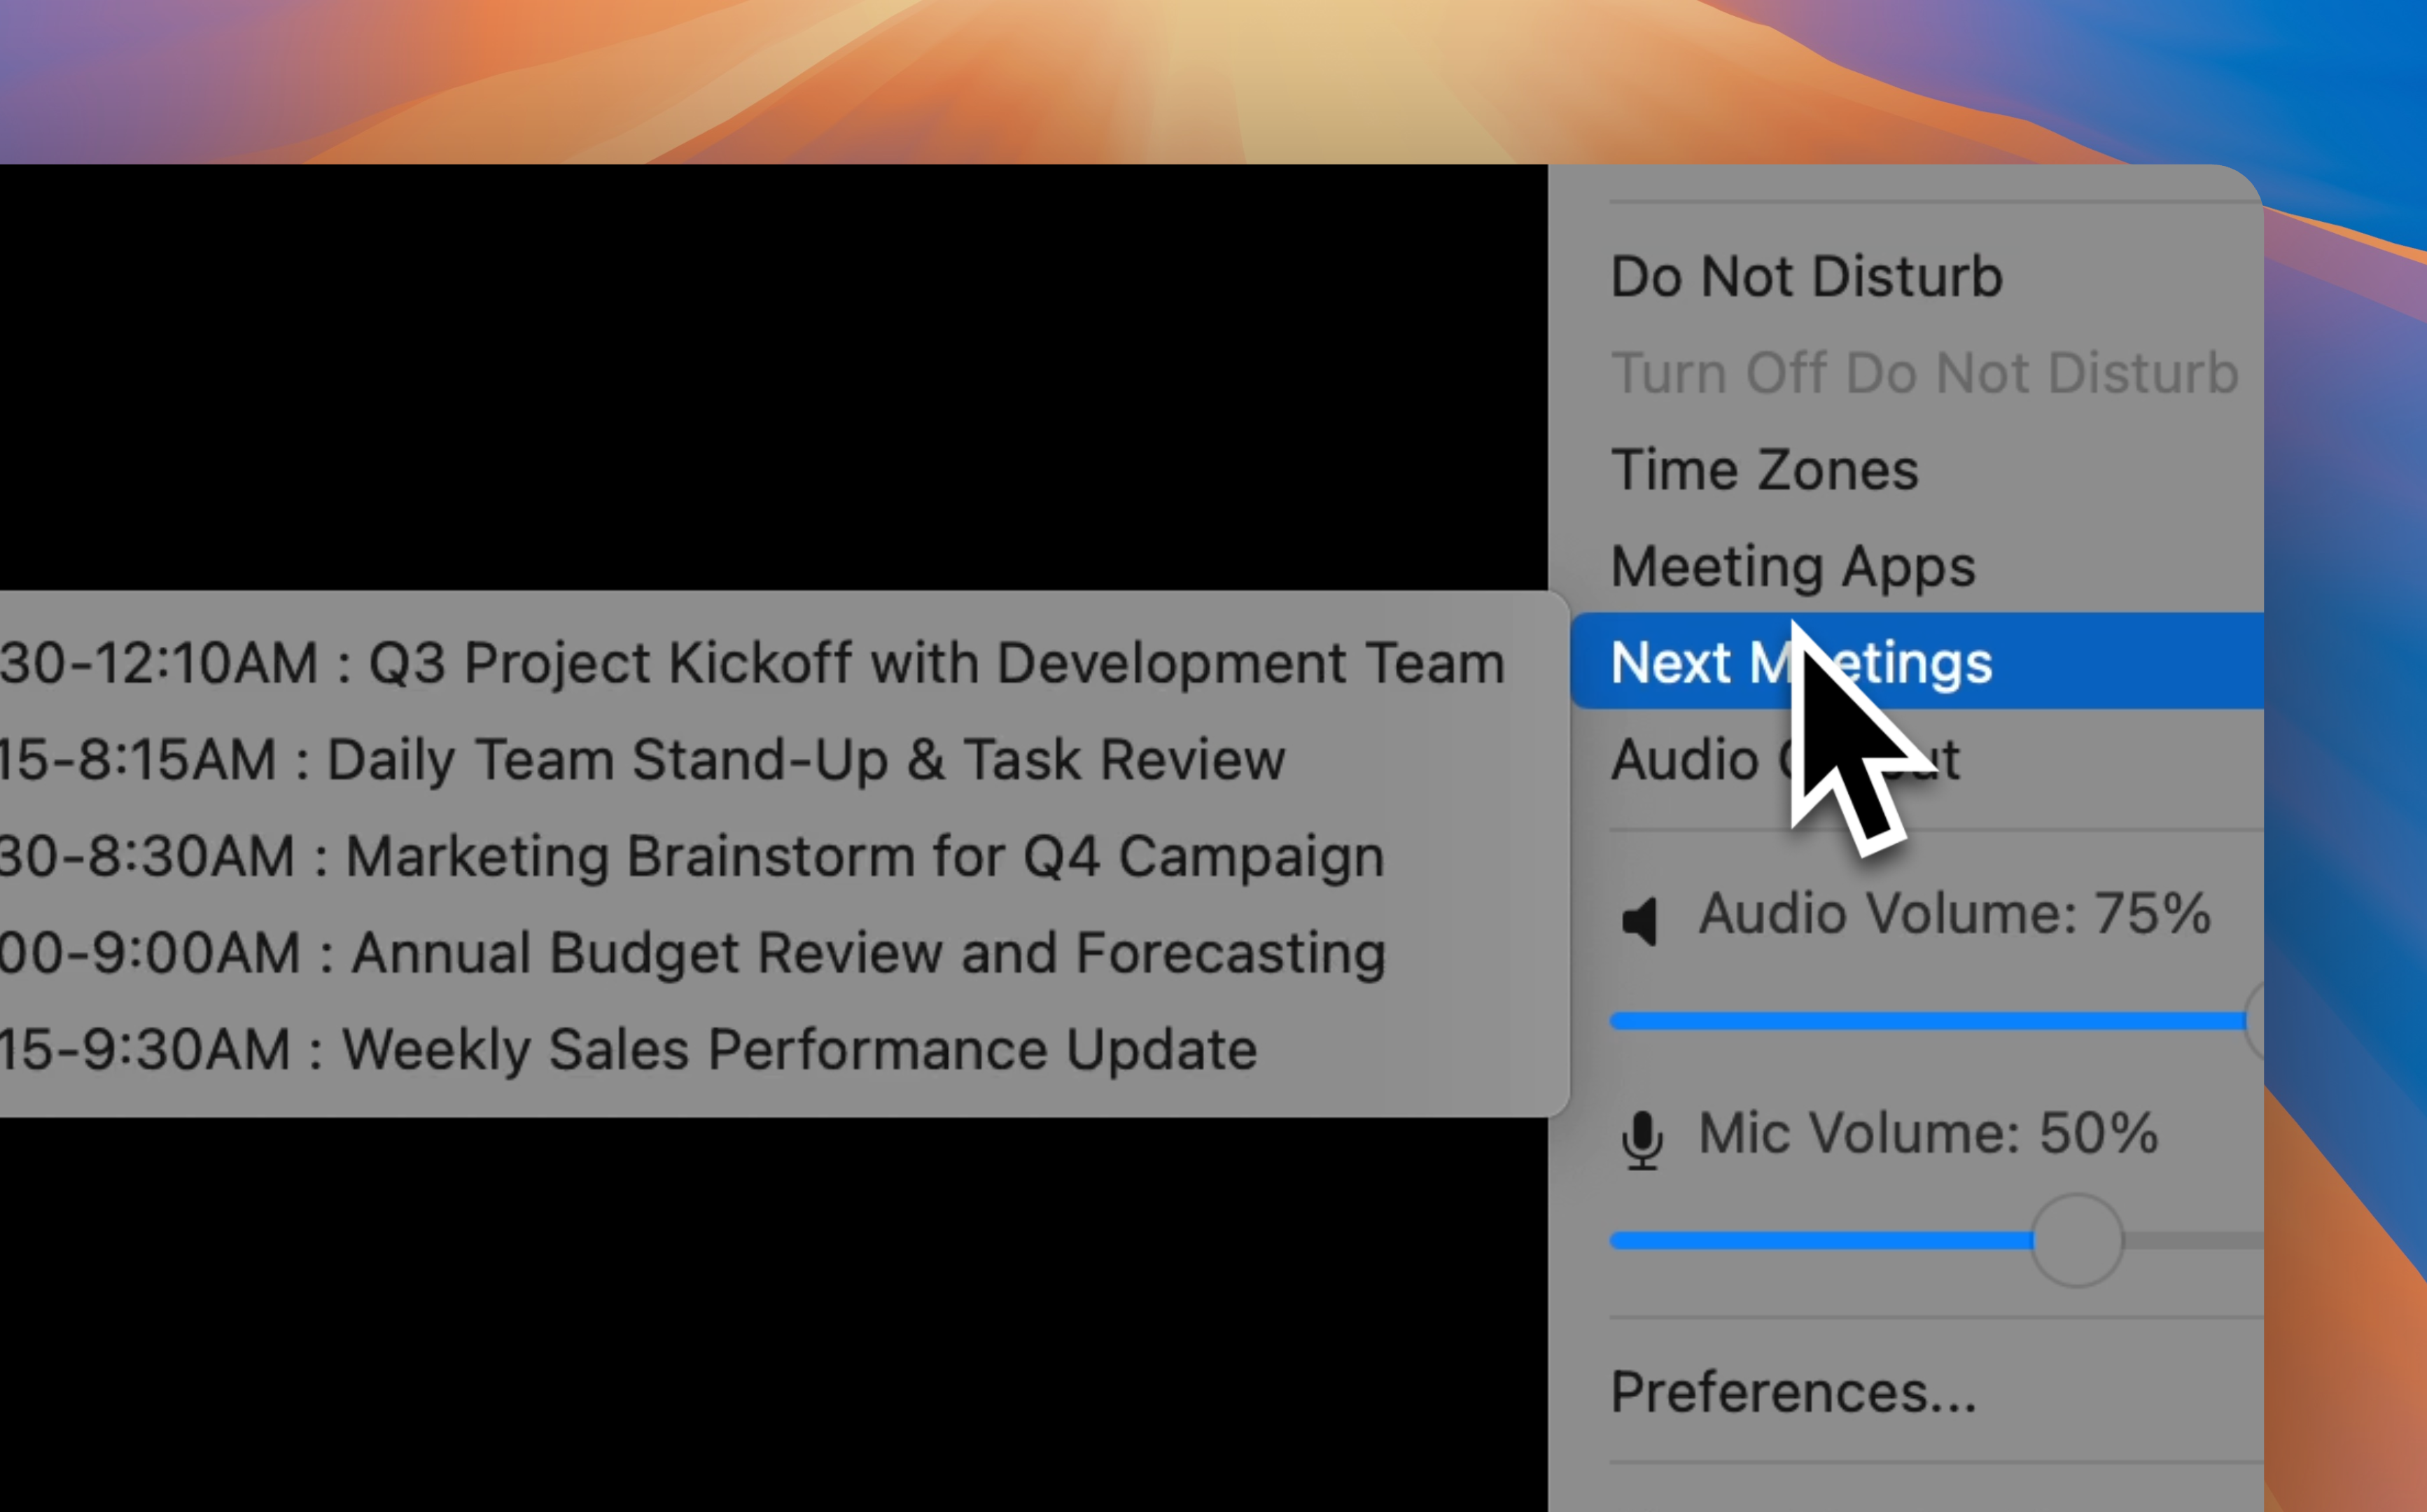 Do Not Disturb
Turn Off Do Not Disturb
Time Zones
Meeting Apps
Next Meetings
Audio
30-12:10AM : Q3 Project Kickoff with Development Team
15-8:15AM : Daily Team Stand-Up & Task Review
30-8:30AM : Marketing Brainstorm for Q4 Campaign
00-9:00AM : Annual Budget Review and Forecasting
15-9:30AM : Weekly Sales Performance Update
Audio Volume: 75%
Mic Volume: 50%
Preferences...